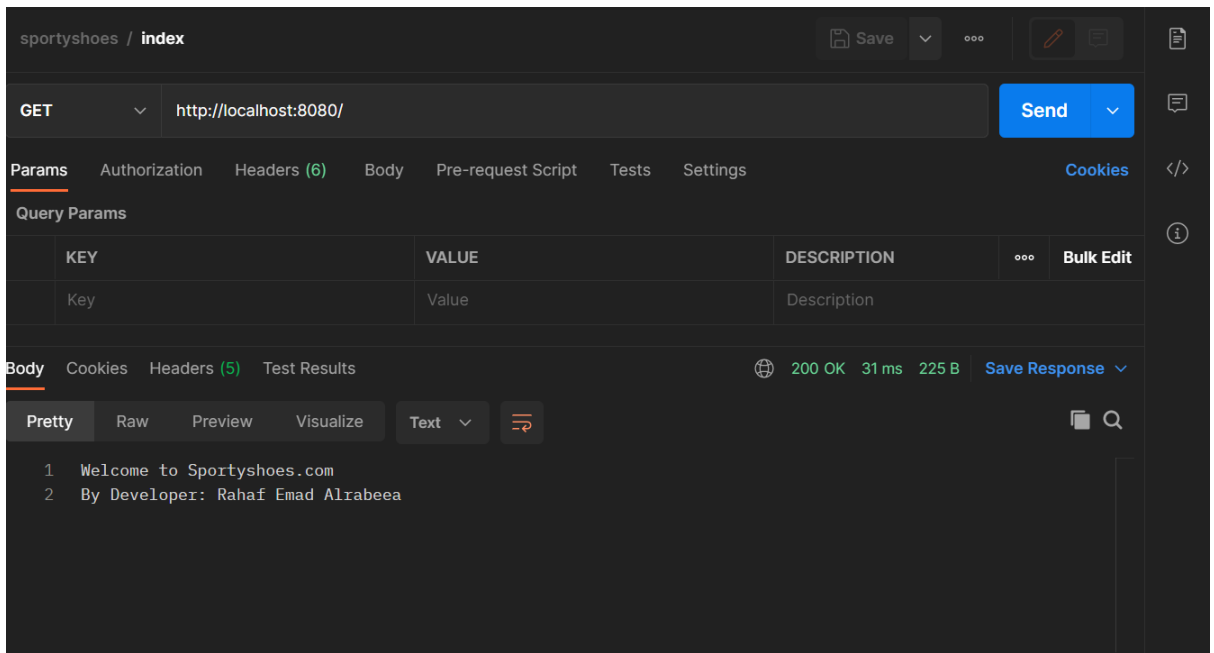 sportyshoes / index
Save
GET
http://localhost:8080/
Send
Params Authorization Headers (6) Body Pre-request Script Tests Settings Cookies
Query Params
KEY VALUE DESCRIPTION ooo Bulk Edit
Key Value Description
Body Cookies Headers (5) Test Results 200 OK 31 ms 225 B Save Response
Pretty Raw Preview Visualize Text
1 Welcome to Sportyshoes.com
2 By Developer: Rahaf Emad Alrabeea